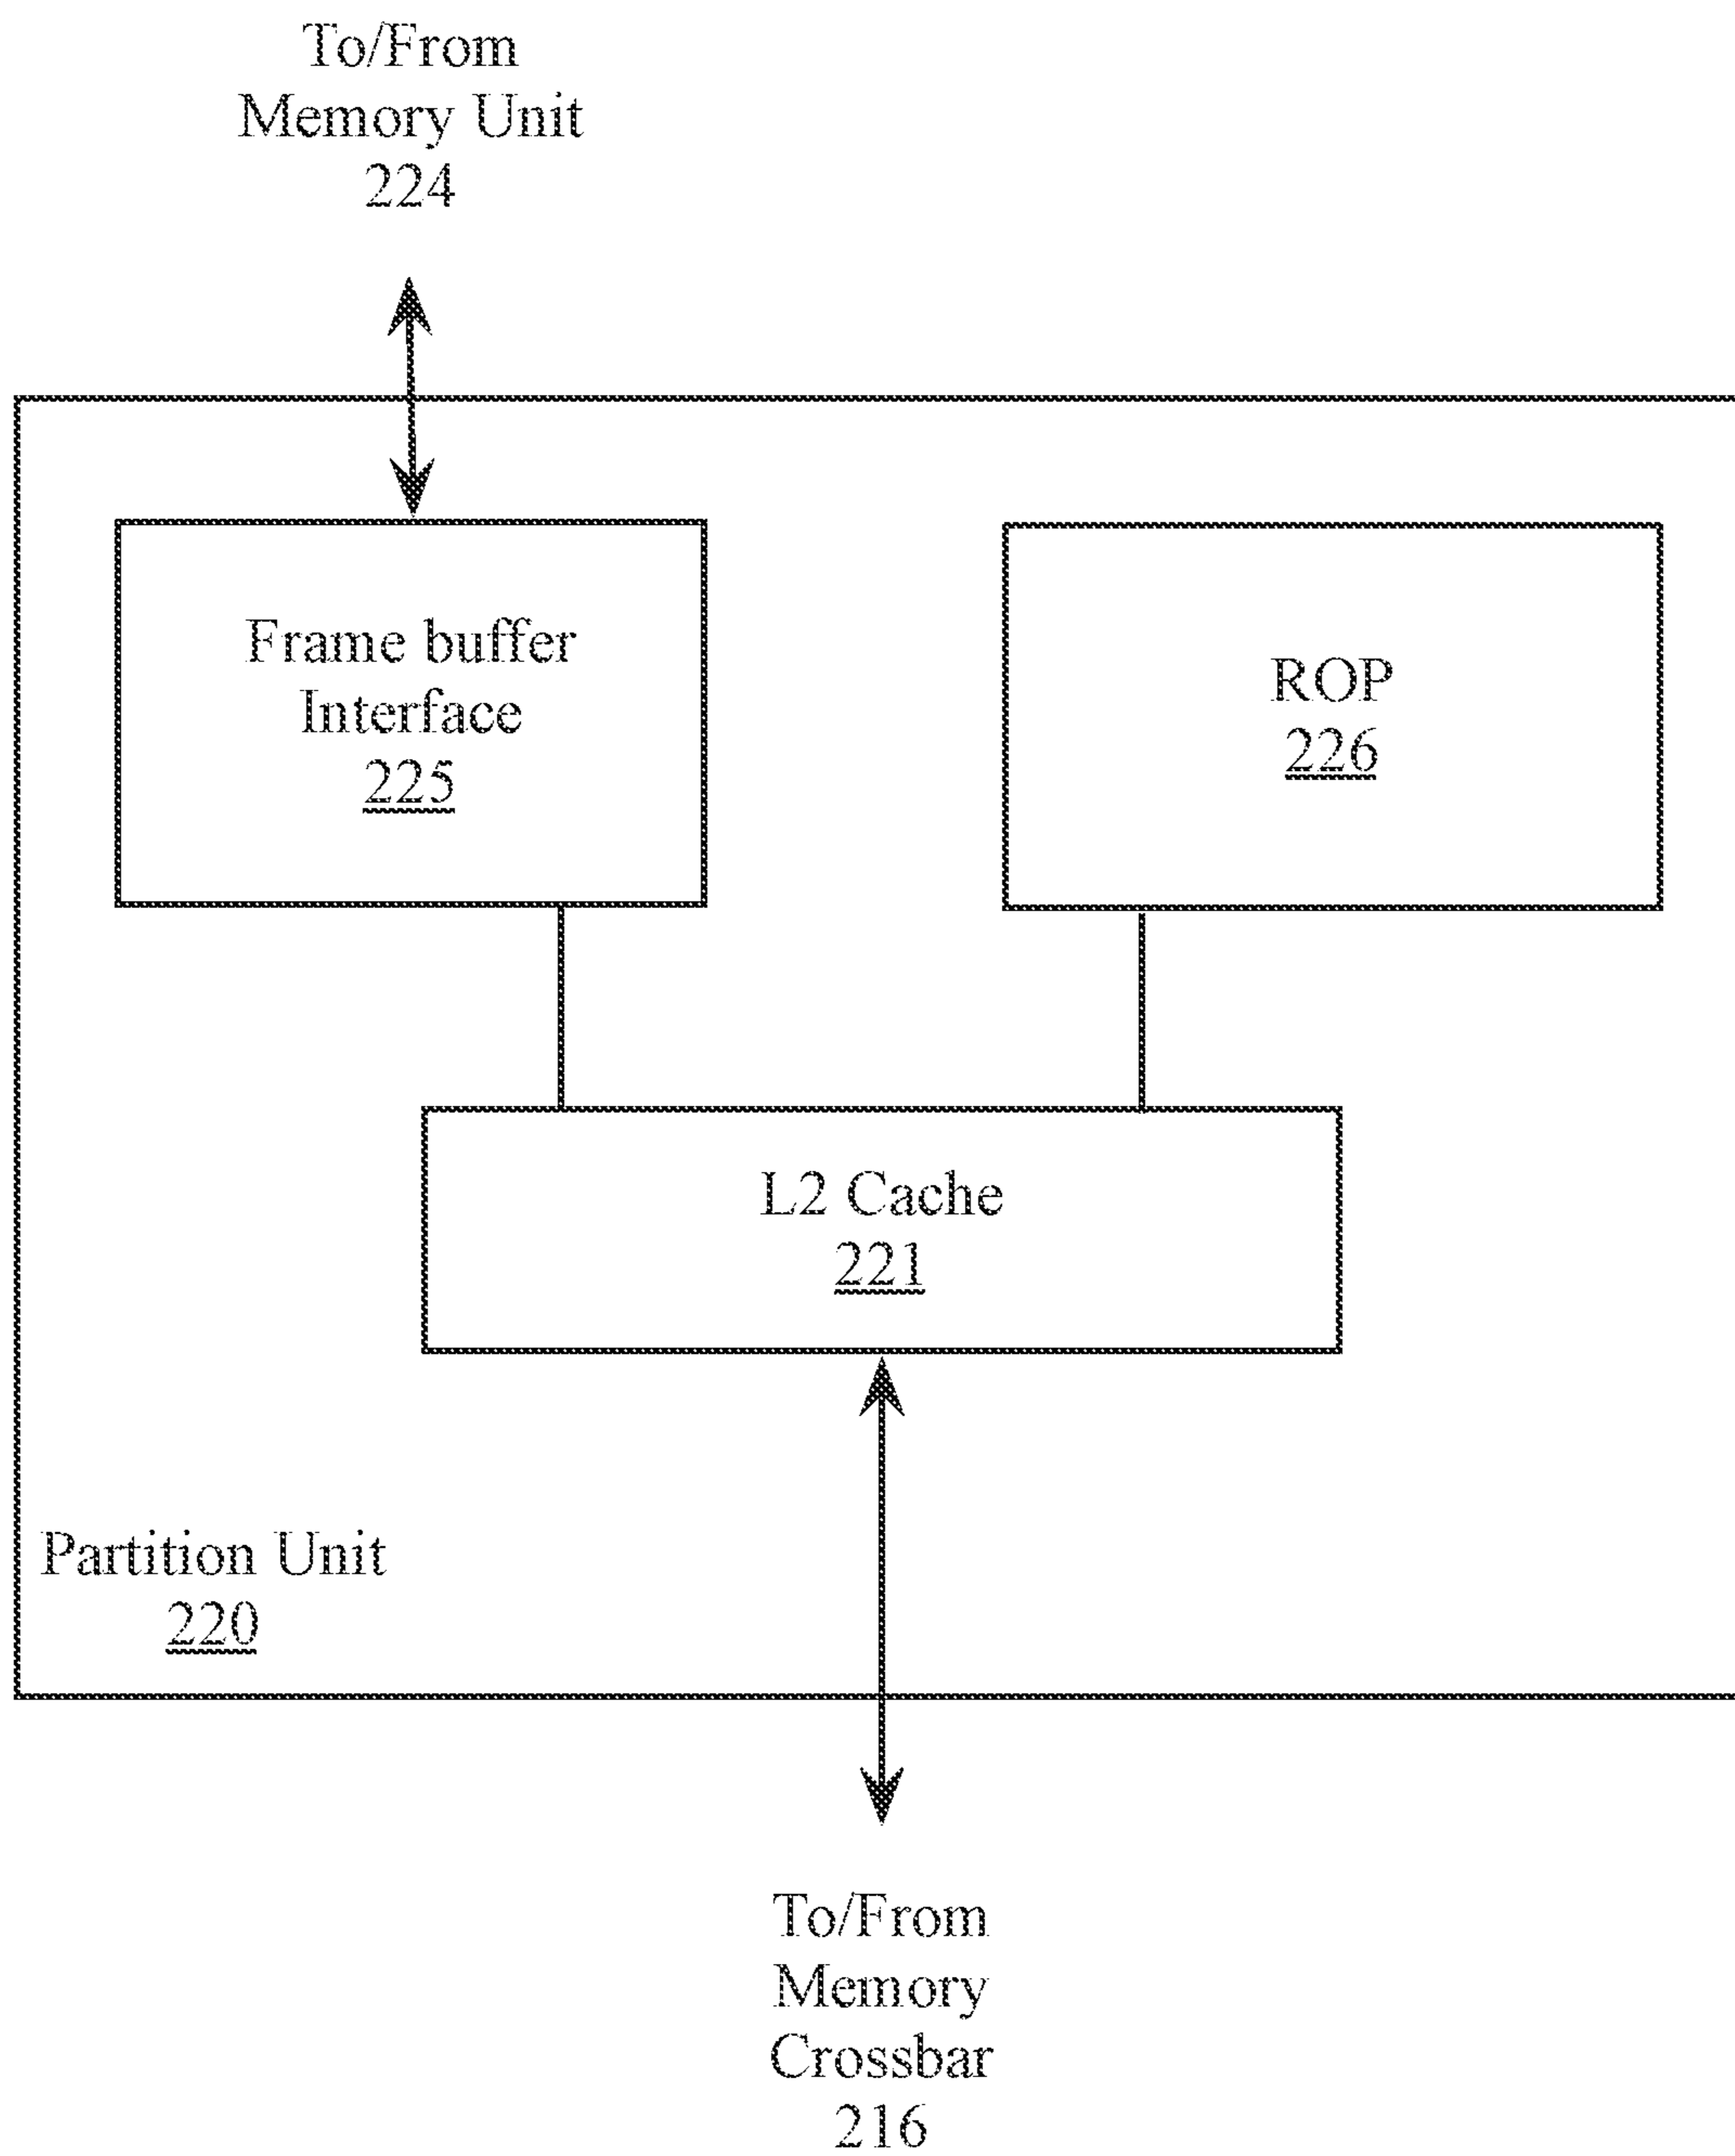 To/From
Memory Unit
224
Frame buffer
Interface
225
ROP
226
L2 Cache
221
Partition Unit
220
To/From
Memory
Crossbar
216